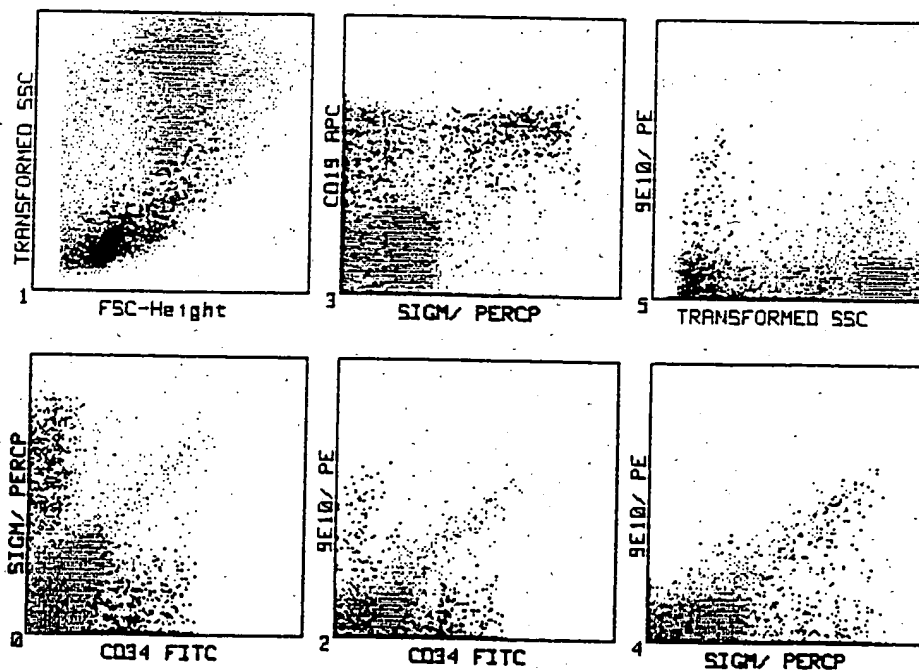 TRANSFORMED SSC
1
FSC-Height
CD19 APC
3
SIGM/ PERCP
9E10/ PE
5
TRANSFORMED SSC
SIGM/ PERCP
0
CD34 FITC
9E10/ PE
2
CD34 FITC
9E10/ PE
4
SIGM/ PERCP